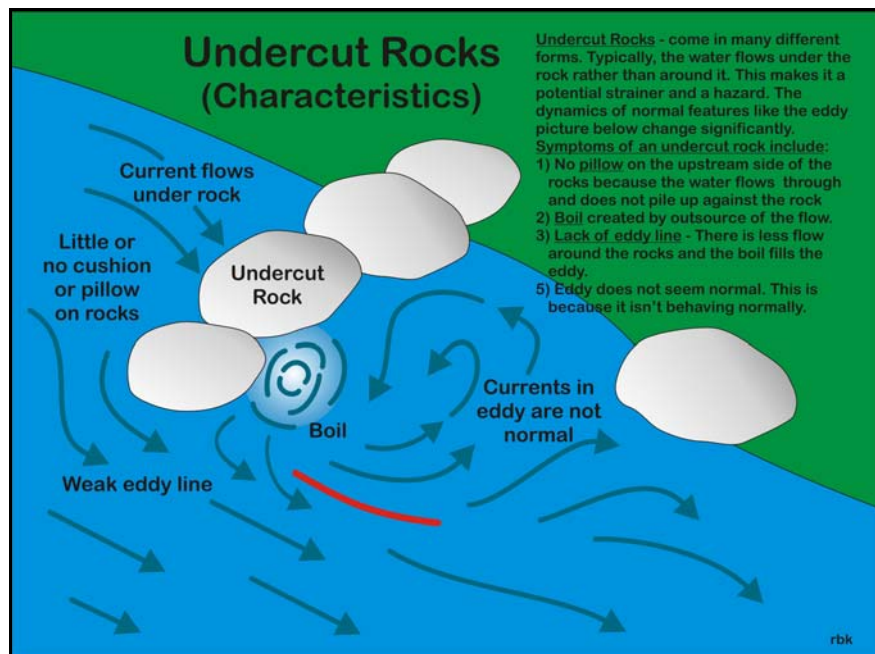 Undercut Rocks
(Characteristics)
Undercut Rocks - come in many different
forms. Typically, the water flows under the
rock rather than around it. This makes it a
potential strainer and a hazard. The
dynamics of normal features like the eddy
picture below change significantly.
Symptoms of an undercut rock include:
1) No pillow on the upstream side of the
rocks because the water flows through
and does not pile up against the rock
2) Boil created by outsource of the flow.
3) Lack of eddy line - There is less flow
around the rocks and the boil fills the
eddy.
5) Eddy does not seem normal. This is
because it isn't behaving normally.
Current flows
under rock
Little or
no cushion
or pillow
on rocks
Undercut
Rock
Boil
Currents in
eddy are not
normal
Weak eddy line
rbk